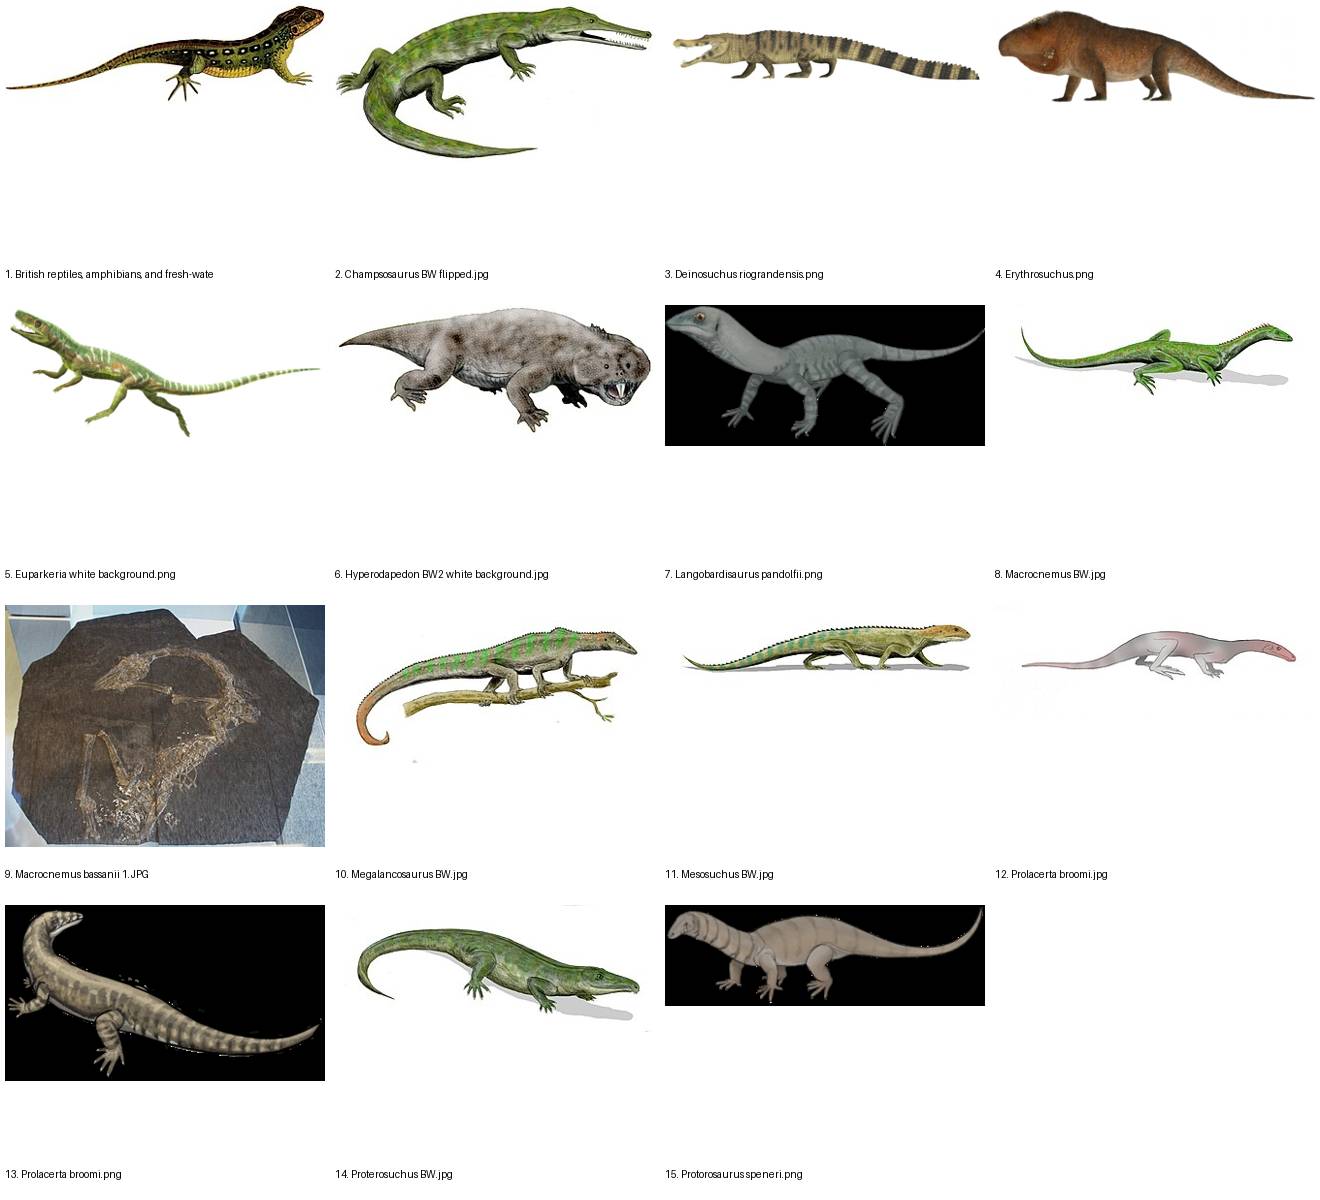 1. British reptiles, amphibians, and fresh-wate
2. Champsosaurus BW flipped.jpg
3. Deinosuchus riograndensis.png
4. Erythrosuchus.png
5. Euparkeria white background.png
6. Hyperodapedon BW2 white background.jpg
7. Langobardisaurus pandolfii.png
8. Macrocnemus BW.jpg
9. Macrocnemus bassanii 1.JPG
10. Megalancosaurus BW.jpg
11. Mesosuchus BW.jpg
12. Prolacerta broomi.jpg
13. Prolacerta broomi.png
14. Proterosuchus BW.jpg
15. Protorosaurus speneri.png